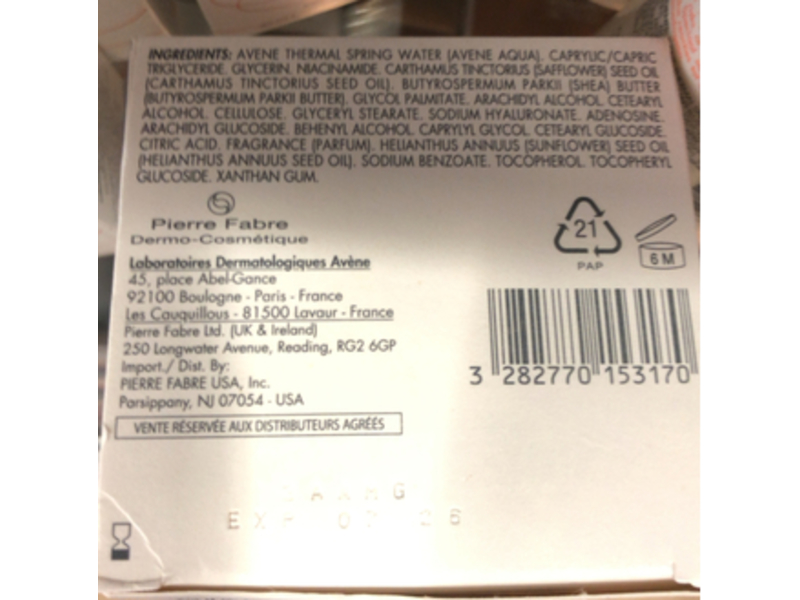 INGREDIENTS: AVENE THERMAL SPRING WATER (AVENE AQUA). CAPRYLIC/CAPRIC
TRIGLYCERIDE. GLYCERIN. NIACINAMIDE. CARTHAMUS TINCTORIUS (SAFFLOWER) SEED OIL
(CARTHAMUS TINCTORIUS SEED OIL). BUTYROSPERMUM PARKII (SHEA) BUTTER
(BUTYROSPERMUM PARKII BUTTER). GLYCOL PALMITATE. ARACHIDYL ALCOHOL. CETEARYL
ALCOHOL. CELLULOSE. GLYCERYL STEARATE. SODIUM HYALURONATE. ADENOSINE.
ARACHIDYL GLUCOSIDE. BEHENYL ALCOHOL. CAPRYLYL GLYCOL. CETEARYL GLUCOSIDE.
CITRIC ACID. FRAGRANCE (PARFUM). HELIANTHUS ANNUUS (SUNFLOWER) SEED OIL
(HELIANTHUS ANNUUS SEED OIL). SODIUM BENZOATE. TOCOPHEROL. TOCOPHERYL
GLUCOSIDE. XANTHAN GUM.
Pierre Fabre
Dermo-Cosmétique
21
PAP
6 M
Laboratoires Dermatologiques Avène
45, place Abel-Gance
92100 Boulogne - Paris - France
Les Cauquillous - 81500 Lavaur - France
Pierre Fabre Ltd. (UK & Ireland)
250 Longwater Avenue, Reading, RG2 6GP
Import./ Dist. By:
PIERRE FABRE USA, Inc.
Parsippany, NJ 07054 - USA
3 282770 153170
VENTE RÉSERVÉE AUX DISTRIBUTEURS AGRÉÉS